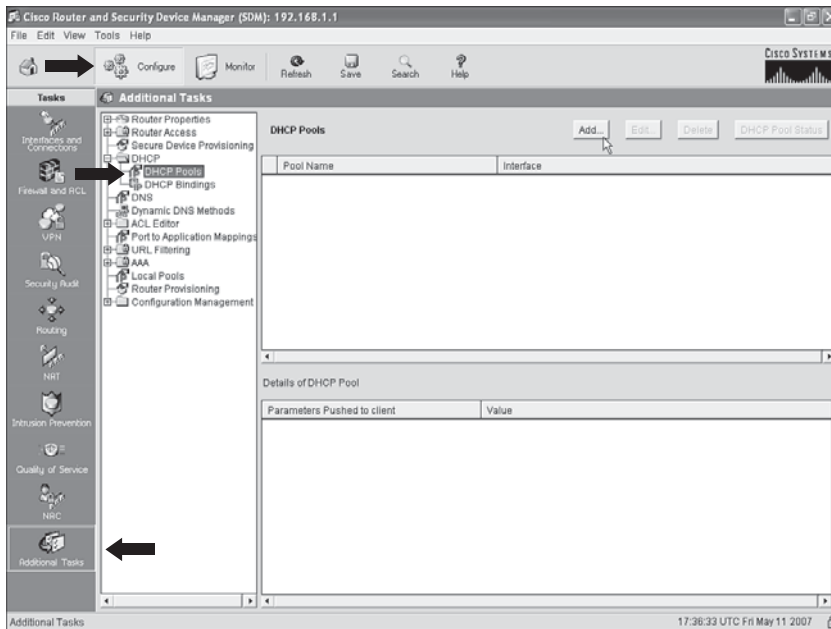 Cisco Router and Security Device Manager (SDM): 192.168.1.1
File Edit View Tools Help
Configure
Monitor
Refresh
Save
Search
Help
CISCO SYSTEMS
Tasks
Additional Tasks
Interfaces and
Connections
Firewall and ACL
VPN
Security Audit
Routing
NAT
Intrusion Prevention
Quality of Service
NAC
Additional Tasks
Router Properties
Router Access
Secure Device Provisioning
DHCP
DHCP Pools
DHCP Bindings
DNS
Dynamic DNS Methods
ACL Editor
Port to Application Mappings
URL Filtering
AAA
Local Pools
Router Provisioning
Configuration Management
DHCP Pools
Add...
Edit...
Delete
DHCP Pool Status
Pool Name
Interface
Details of DHCP Pool
Parameters Pushed to client
Value
Additional Tasks
17:36:33 UTC Fri May 11 2007